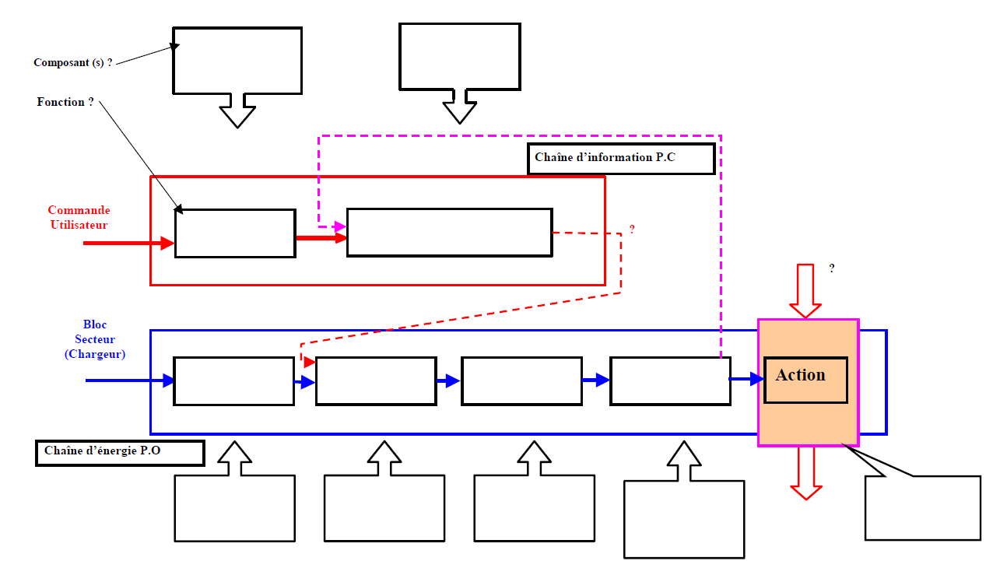 Composant (s) ?
Fonction ?
Chaîne d’information P.C
Commande
Utilisateur
?
?
Bloc
Secteur
(Chargeur)
Action
Chaîne d’énergie P.O